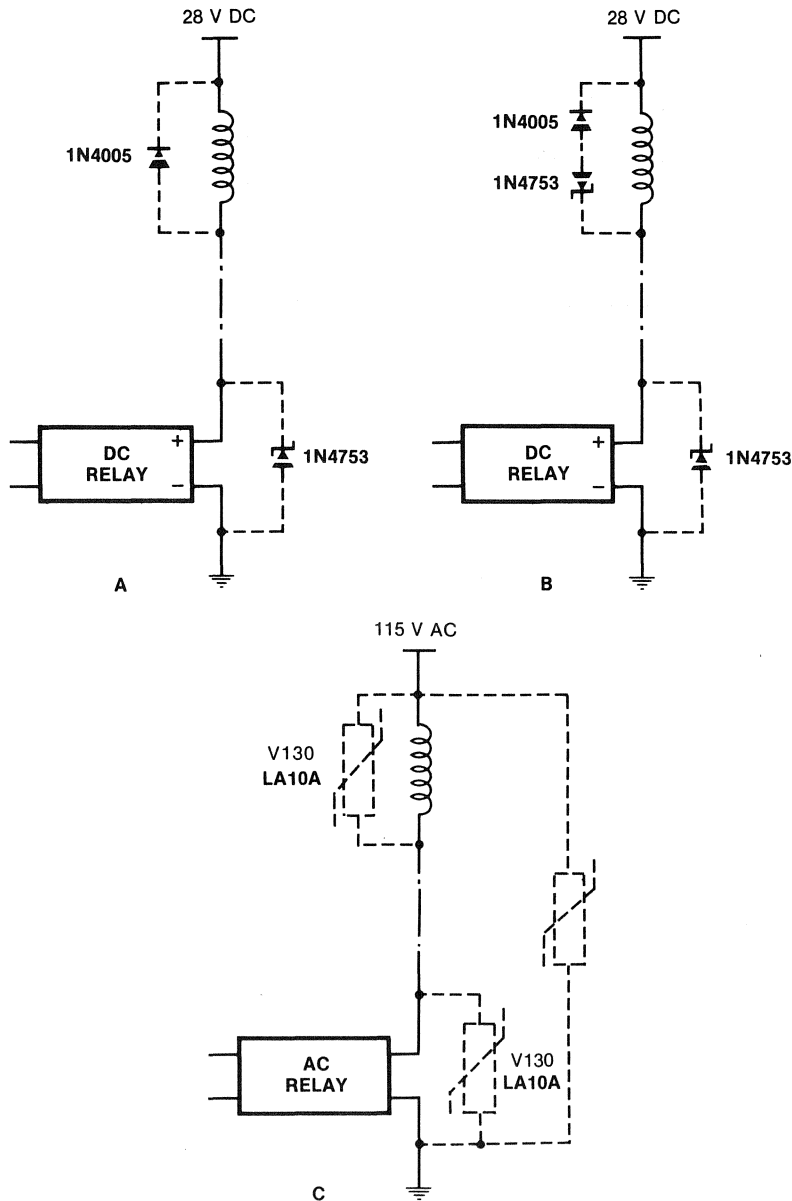 28 V DC
1N4005
DC
RELAY
+
−
1N4753
A
28 V DC
1N4005
1N4753
DC
RELAY
+
−
1N4753
B
115 V AC
V130
LA10A
AC
RELAY
V130
LA10A
C